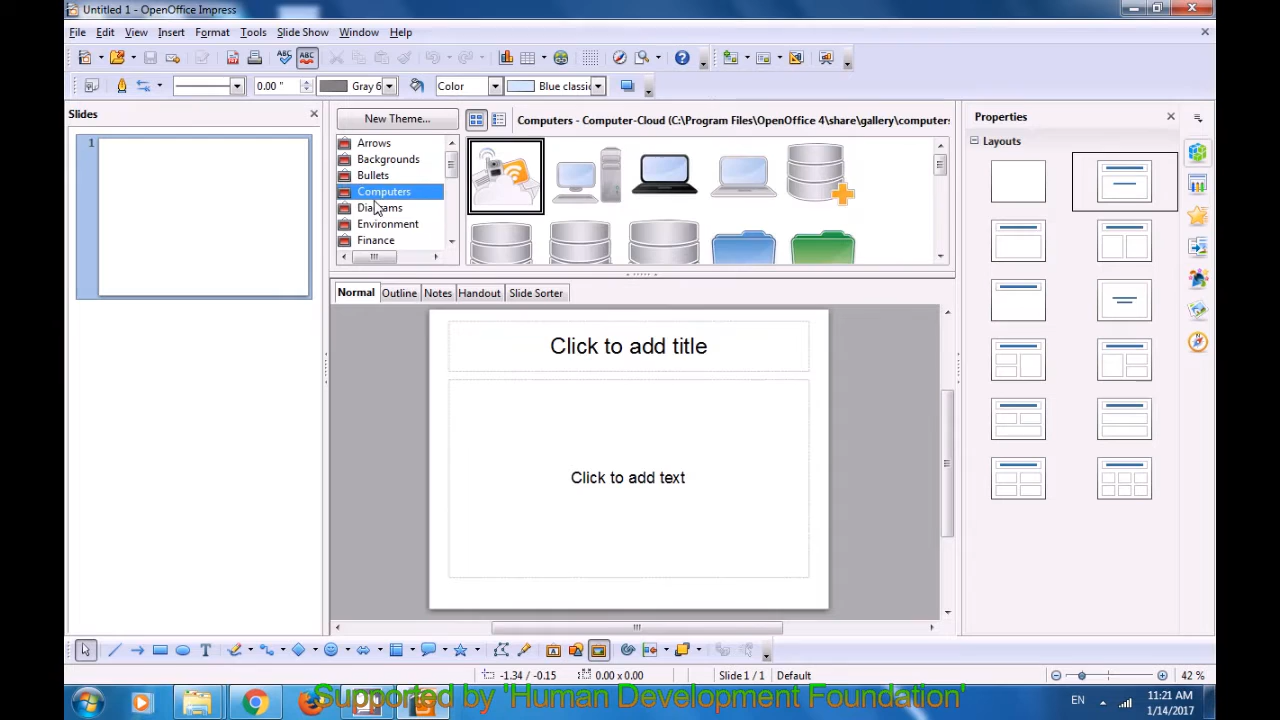 Untitled 1 - OpenOffice Impress
File Edit View Insert Format Tools Slide Show Window Help
0.00 " Gray 6 Color Blue classic
Slides
1
New Theme...
Arrows
Backgrounds
Bullets
Computers
Diagrams
Environment
Finance
Computers - Computer-Cloud (C:\Program Files\OpenOffice 4\share\gallery\computers
Normal Outline Notes Handout Slide Sorter
Click to add title
Click to add text
Properties
Layouts
-1.34 / -0.15 0.00 x 0.00 Slide 1 / 1 Default 42 %
Supported by 'Human Development Foundation'
EN
11:21 AM
1/14/2017